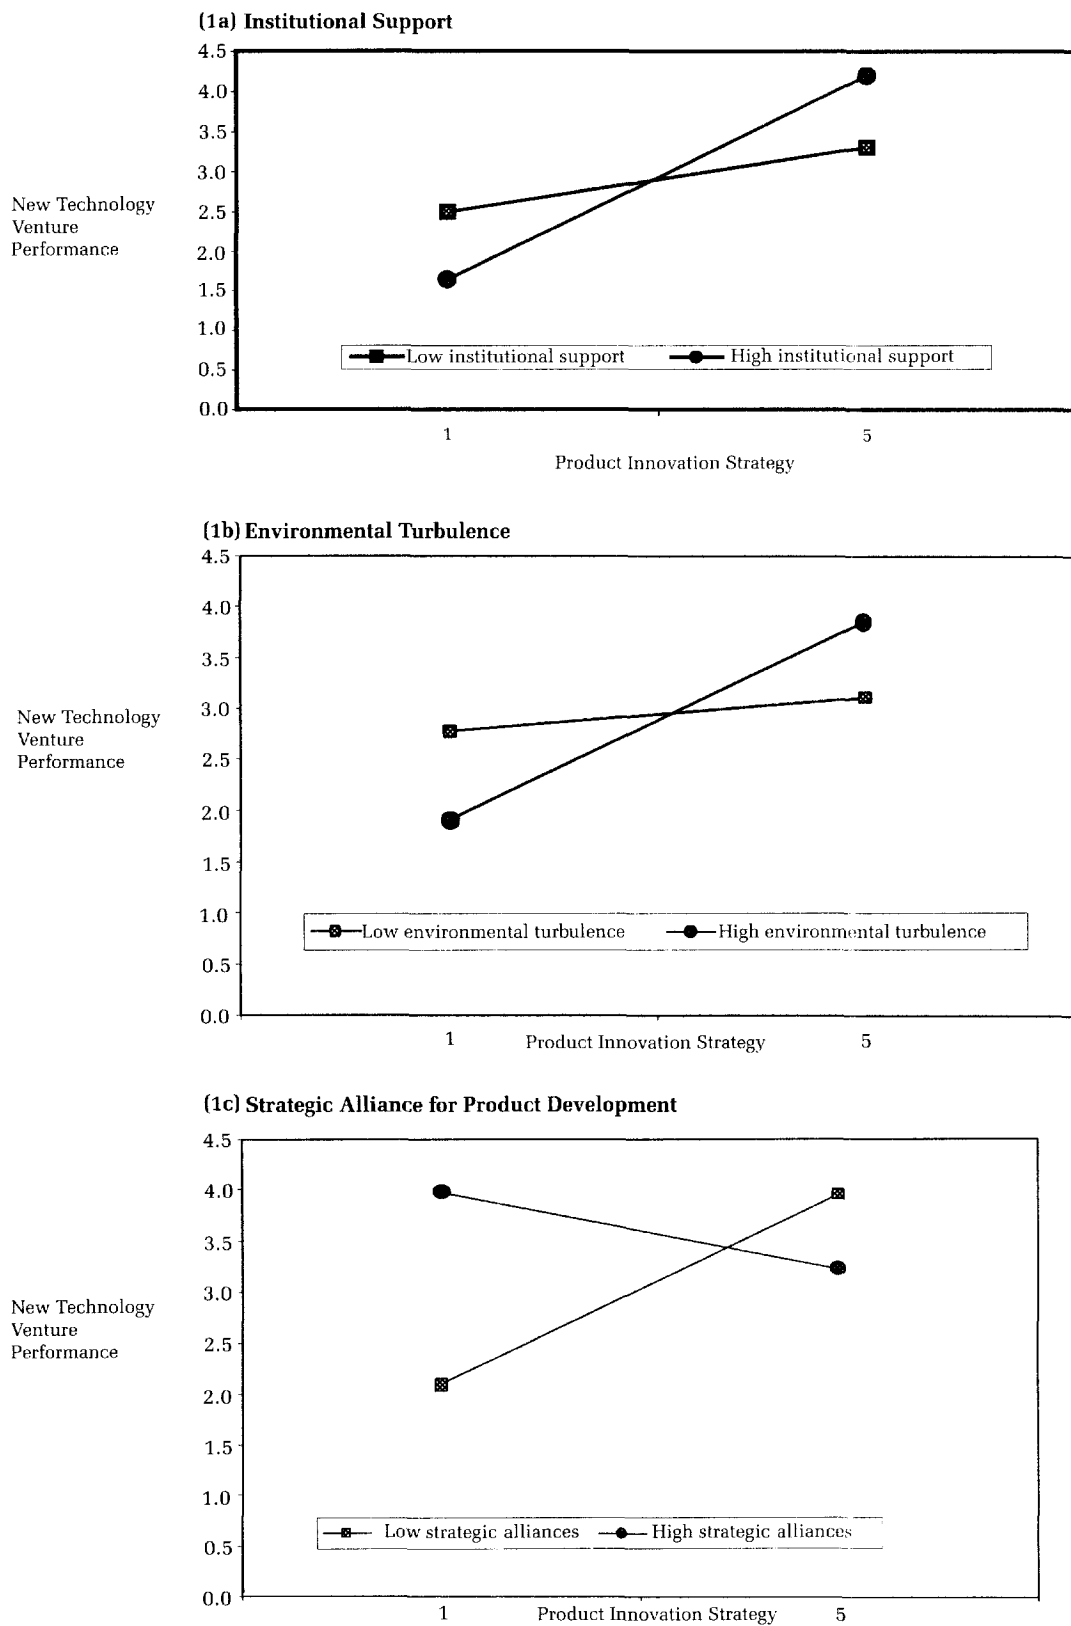 (1a) Institutional Support
4.5
4.0
3.5
3.0
2.5
2.0
1.5
1.0
0.5
0.0
New Technology
Venture
Performance
Low institutional support
High institutional support
1
5
Product Innovation Strategy
(1b) Environmental Turbulence
4.5
4.0
3.5
3.0
2.5
2.0
1.5
1.0
0.5
0.0
New Technology
Venture
Performance
Low environmental turbulence
High environmental turbulence
1
Product Innovation Strategy
5
(1c) Strategic Alliance for Product Development
4.5
4.0
3.5
3.0
2.5
2.0
1.5
1.0
0.5
0.0
New Technology
Venture
Performance
Low strategic alliances
High strategic alliances
1
Product Innovation Strategy
5